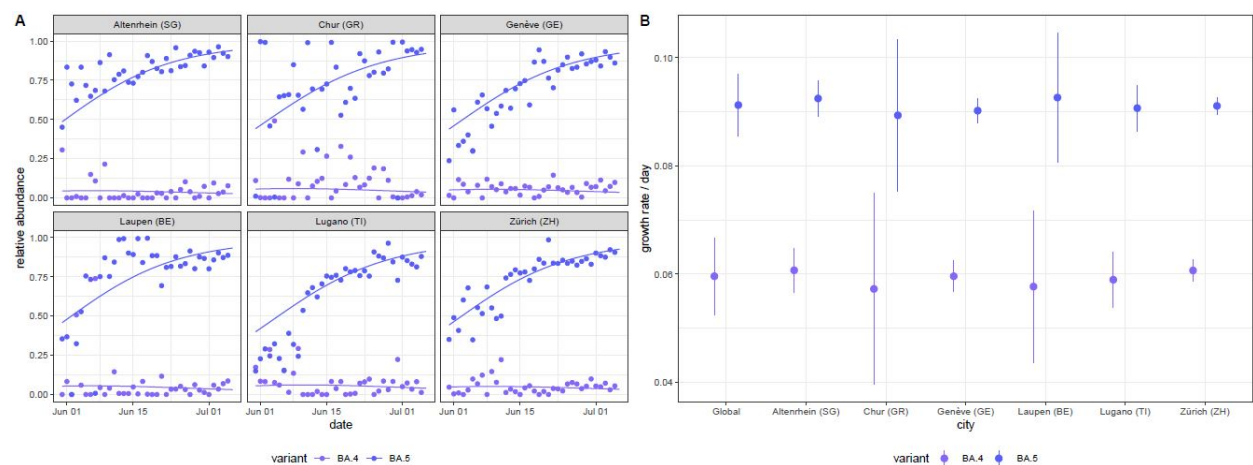 A
Altenrhein (SG)
Chur (GR)
Genève (GE)
1.00
0.75
0.50
0.25
0.00
Laupen (BE)
Lugano (TI)
Zürich (ZH)
1.00
0.75
0.50
0.25
0.00
relative abundance
Jun 01 Jun 15 Jul 01
Jun 01 Jun 15 Jul 01
Jun 01 Jun 15 Jul 01
date
variant BA.4 BA.5
B
0.10
0.08
0.06
0.04
growth rate / day
Global Altenrhein (SG) Chur (GR) Genève (GE) Laupen (BE) Lugano (TI) Zürich (ZH)
city
variant BA.4 BA.5